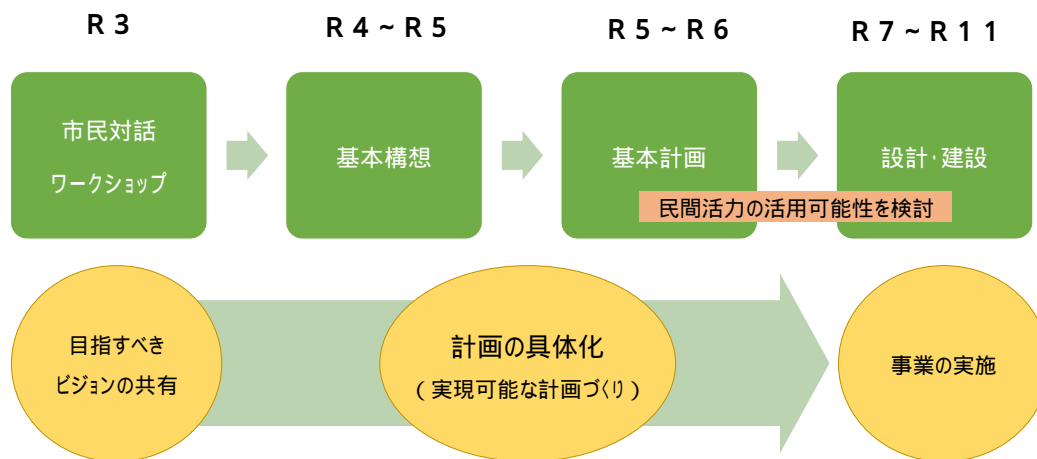 R3
R4~R5
R5~R6
R7~R11
市民対話
ワークショップ
基本構想
基本計画
設計·建設
民間活力の活用可能性を検討
目指すべき
ビジョンの共有
計画の具体化
(実現可能な計画づくり)
事業の実施